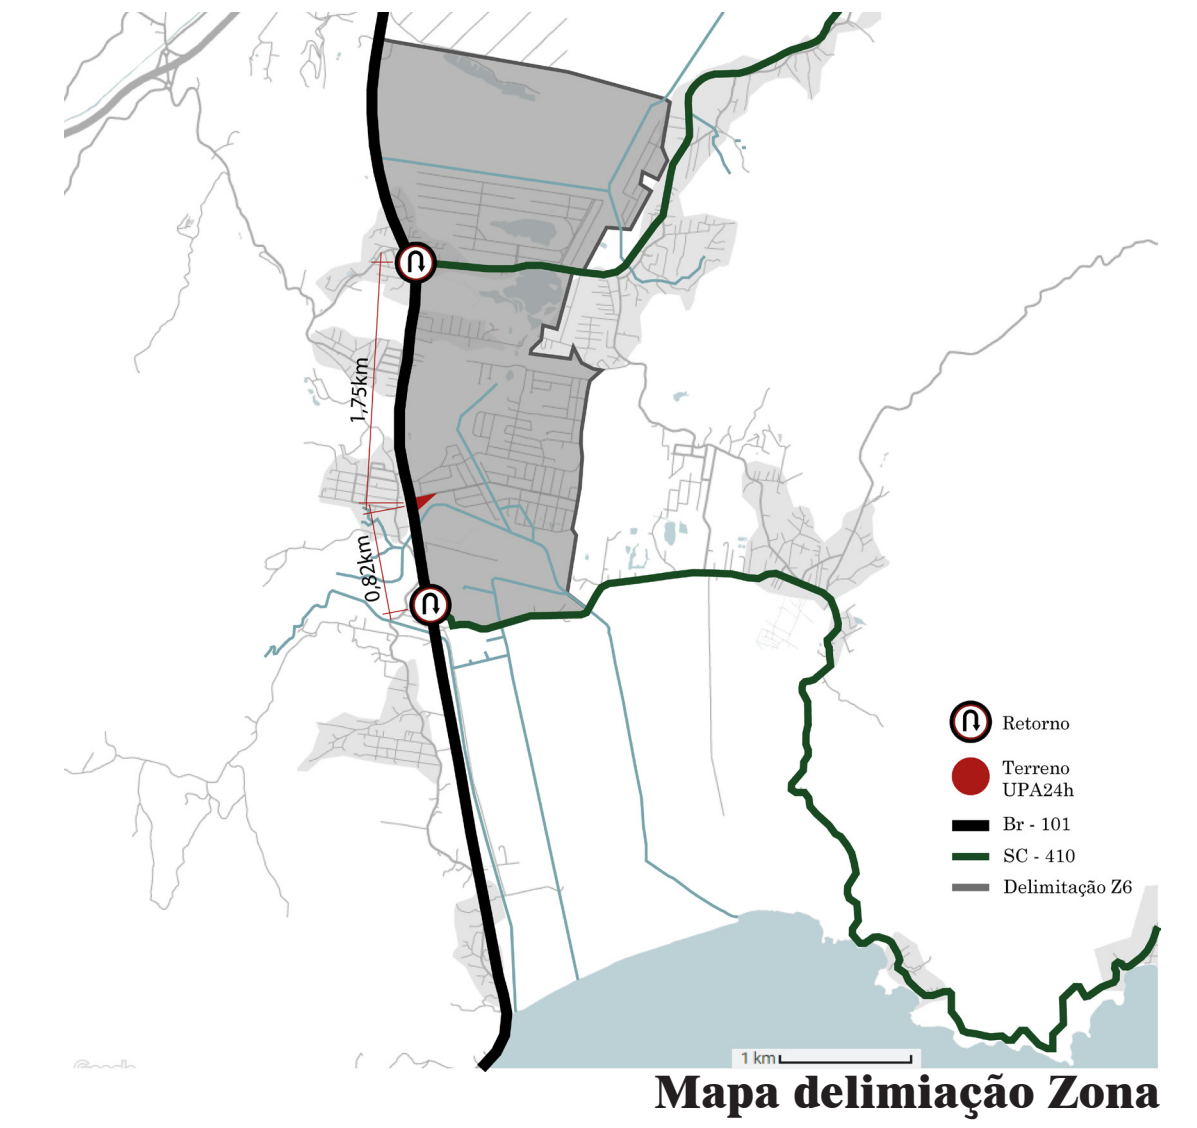 1,75km
0,82km
Retorno
Terreno
UPA24h
Br - 101
SC - 410
Delimitação Z6
1 km
Mapa delimiação Zona